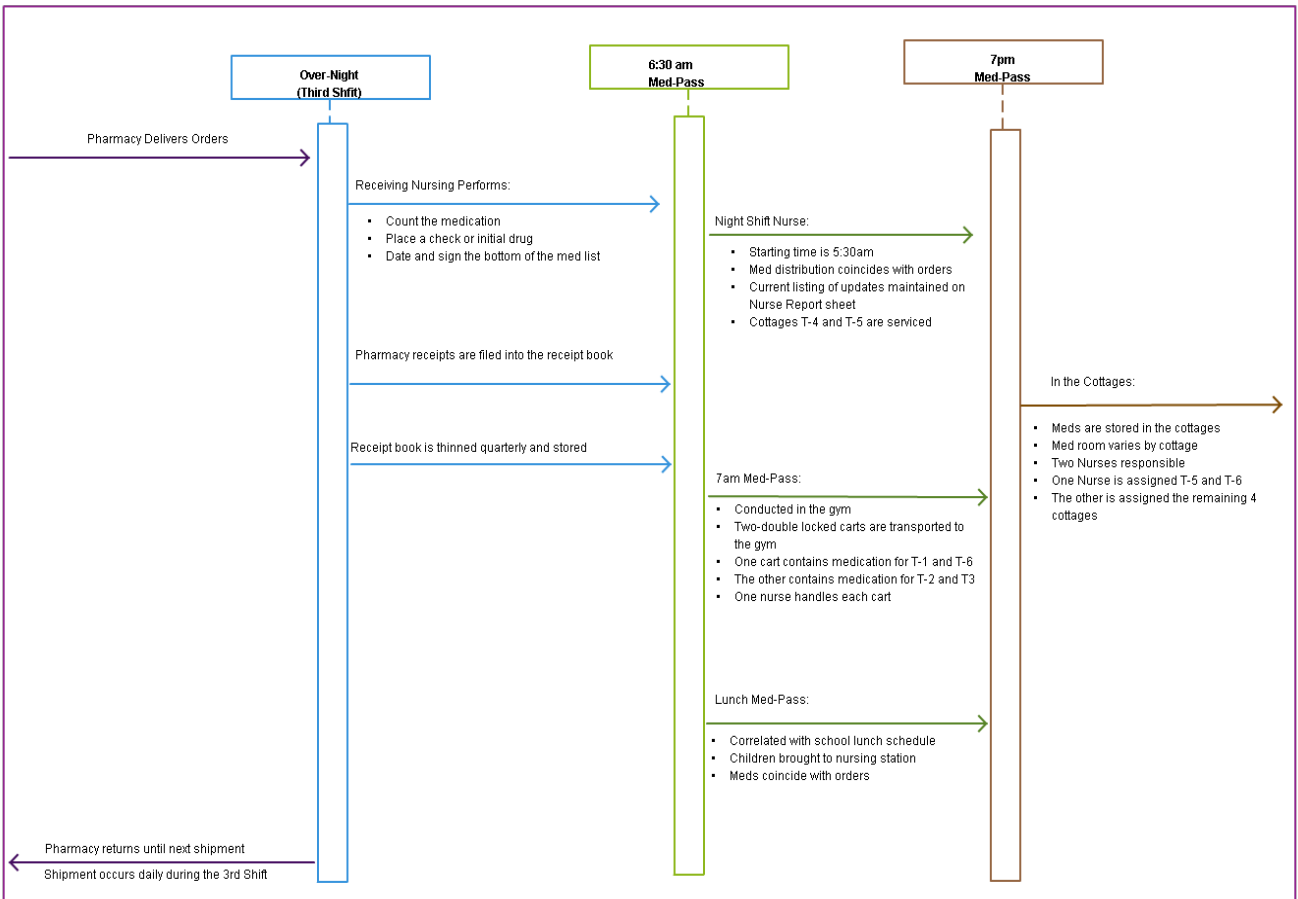 Over-Night
(Third Shfit)
6:30 am
Med-Pass
7pm
Med-Pass
Pharmacy Delivers Orders
Receiving Nursing Performs:
▪ Count the medication
▪ Place a check or initial drug
▪ Date and sign the bottom of the med list
Pharmacy receipts are filed into the receipt book
Receipt book is thinned quarterly and stored
Night Shift Nurse:
▪ Starting time is 5:30am
▪ Med distribution coincides with orders
▪ Current listing of updates maintained on
Nurse Report sheet
▪ Cottages T-4 and T-5 are serviced
7am Med-Pass:
▪ Conducted in the gym
▪ Two-double locked carts are transported to
the gym
▪ One cart contains medication for T-1 and T-6
▪ The other contains medication for T-2 and T3
▪ One nurse handles each cart
Lunch Med-Pass:
▪ Correlated with school lunch schedule
▪ Children brought to nursing station
▪ Meds coincide with orders
In the Cottages:
▪ Meds are stored in the cottages
▪ Med room varies by cottage
▪ Two Nurses responsible
▪ One Nurse is assigned T-5 and T-6
▪ The other is assigned the remaining 4
cottages
Pharmacy returns until next shipment
Shipment occurs daily during the 3rd Shift